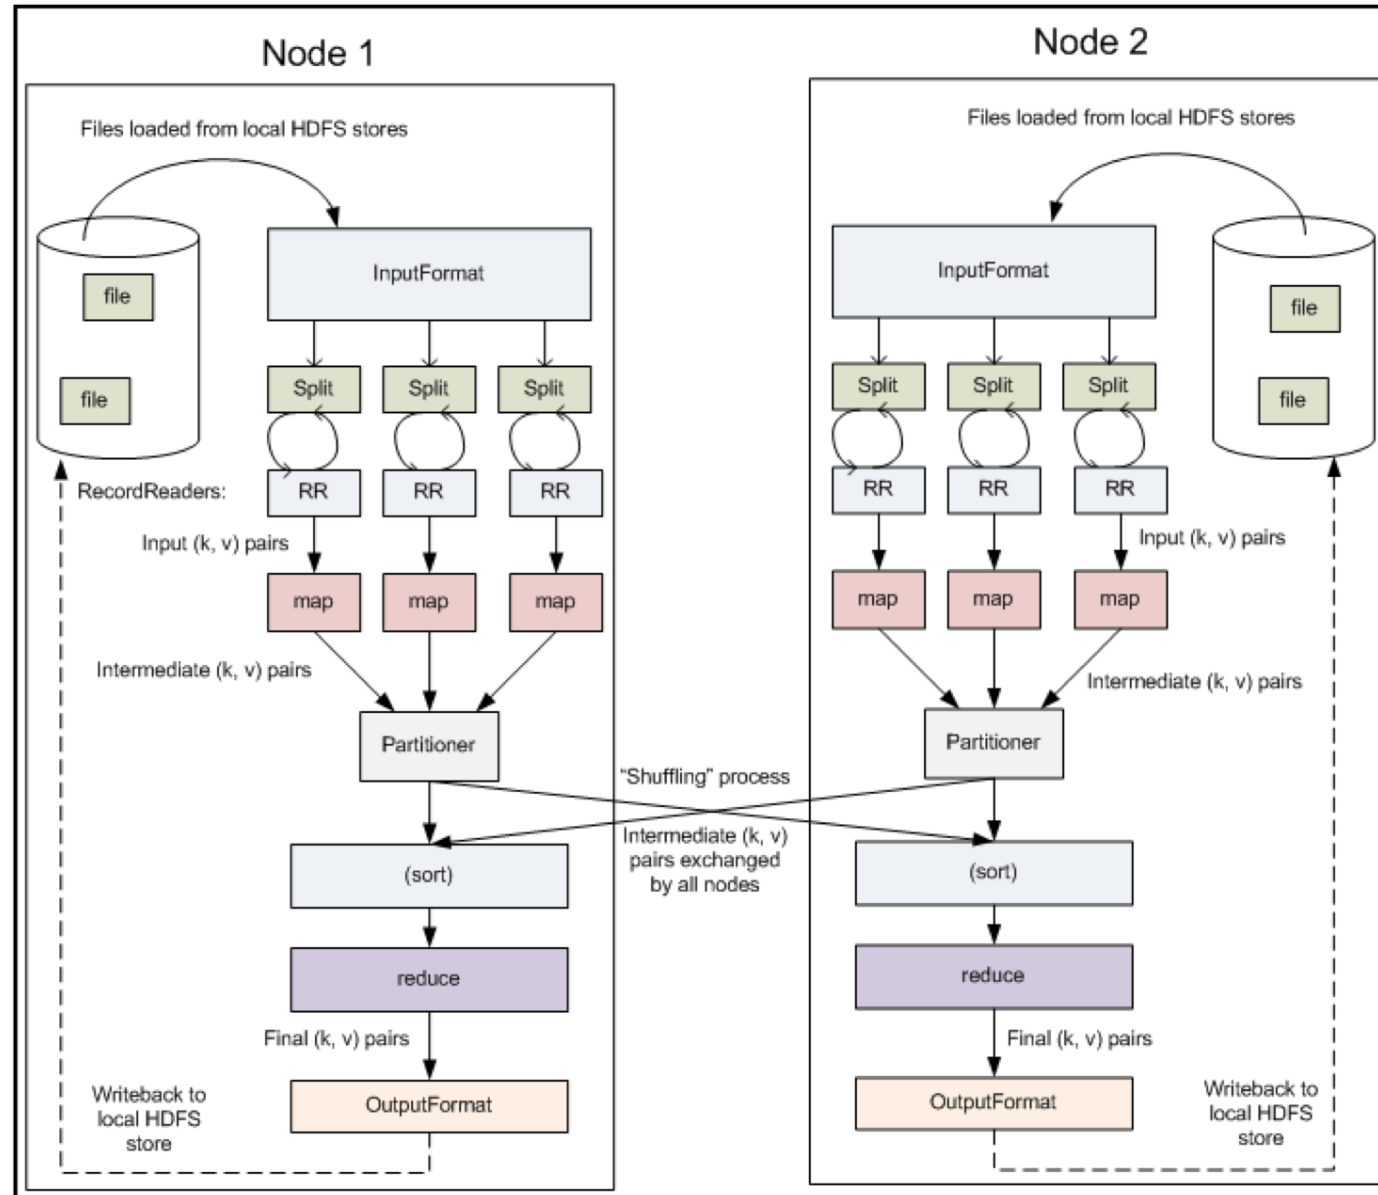 Node 1
Files loaded from local HDFS stores
InputFormat
file
file
Split Split Split
RecordReaders:
RR RR RR
Input (k, v) pairs
map map map
Intermediate (k, v) pairs
Partitioner
(sort)
reduce
Final (k, v) pairs
OutputFormat
Writeback to
local HDFS
store
"Shuffling" process
Intermediate (k, v)
pairs exchanged
by all nodes
Node 2
Files loaded from local HDFS stores
InputFormat
file
file
Split Split Split
RR RR RR
Input (k, v) pairs
map map map
Intermediate (k, v) pairs
Partitioner
(sort)
reduce
Final (k, v) pairs
OutputFormat
Writeback to
local HDFS
store